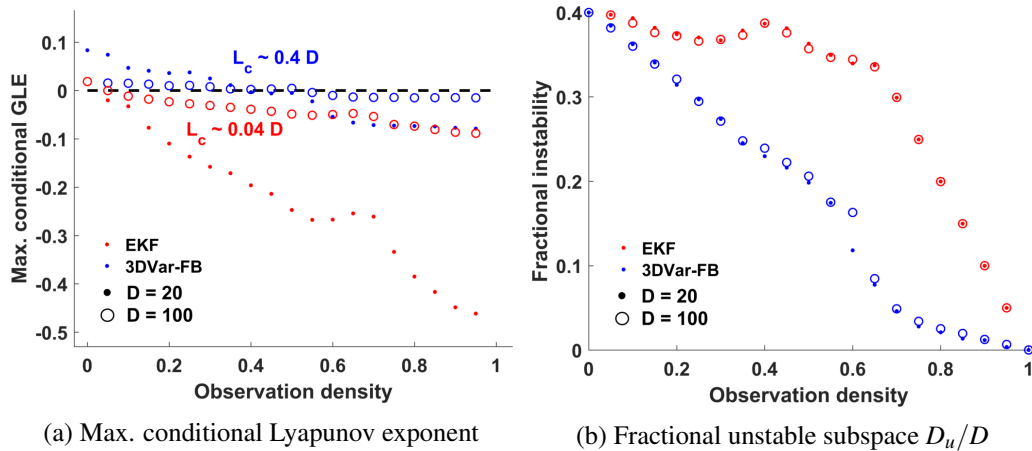 Max. conditional GLE
0.1
0
-0.1
-0.2
-0.3
-0.4
-0.5
L_c ~ 0.4 D
L_c ~ 0.04 D
EKF
3DVar-FB
D = 20
D = 100
0 0.2 0.4 0.6 0.8 1
Observation density
(a) Max. conditional Lyapunov exponent
Fractional instability
0.4
0.3
0.2
0.1
0
EKF
3DVar-FB
D = 20
D = 100
0 0.2 0.4 0.6 0.8 1
Observation density
(b) Fractional unstable subspace D_u/D